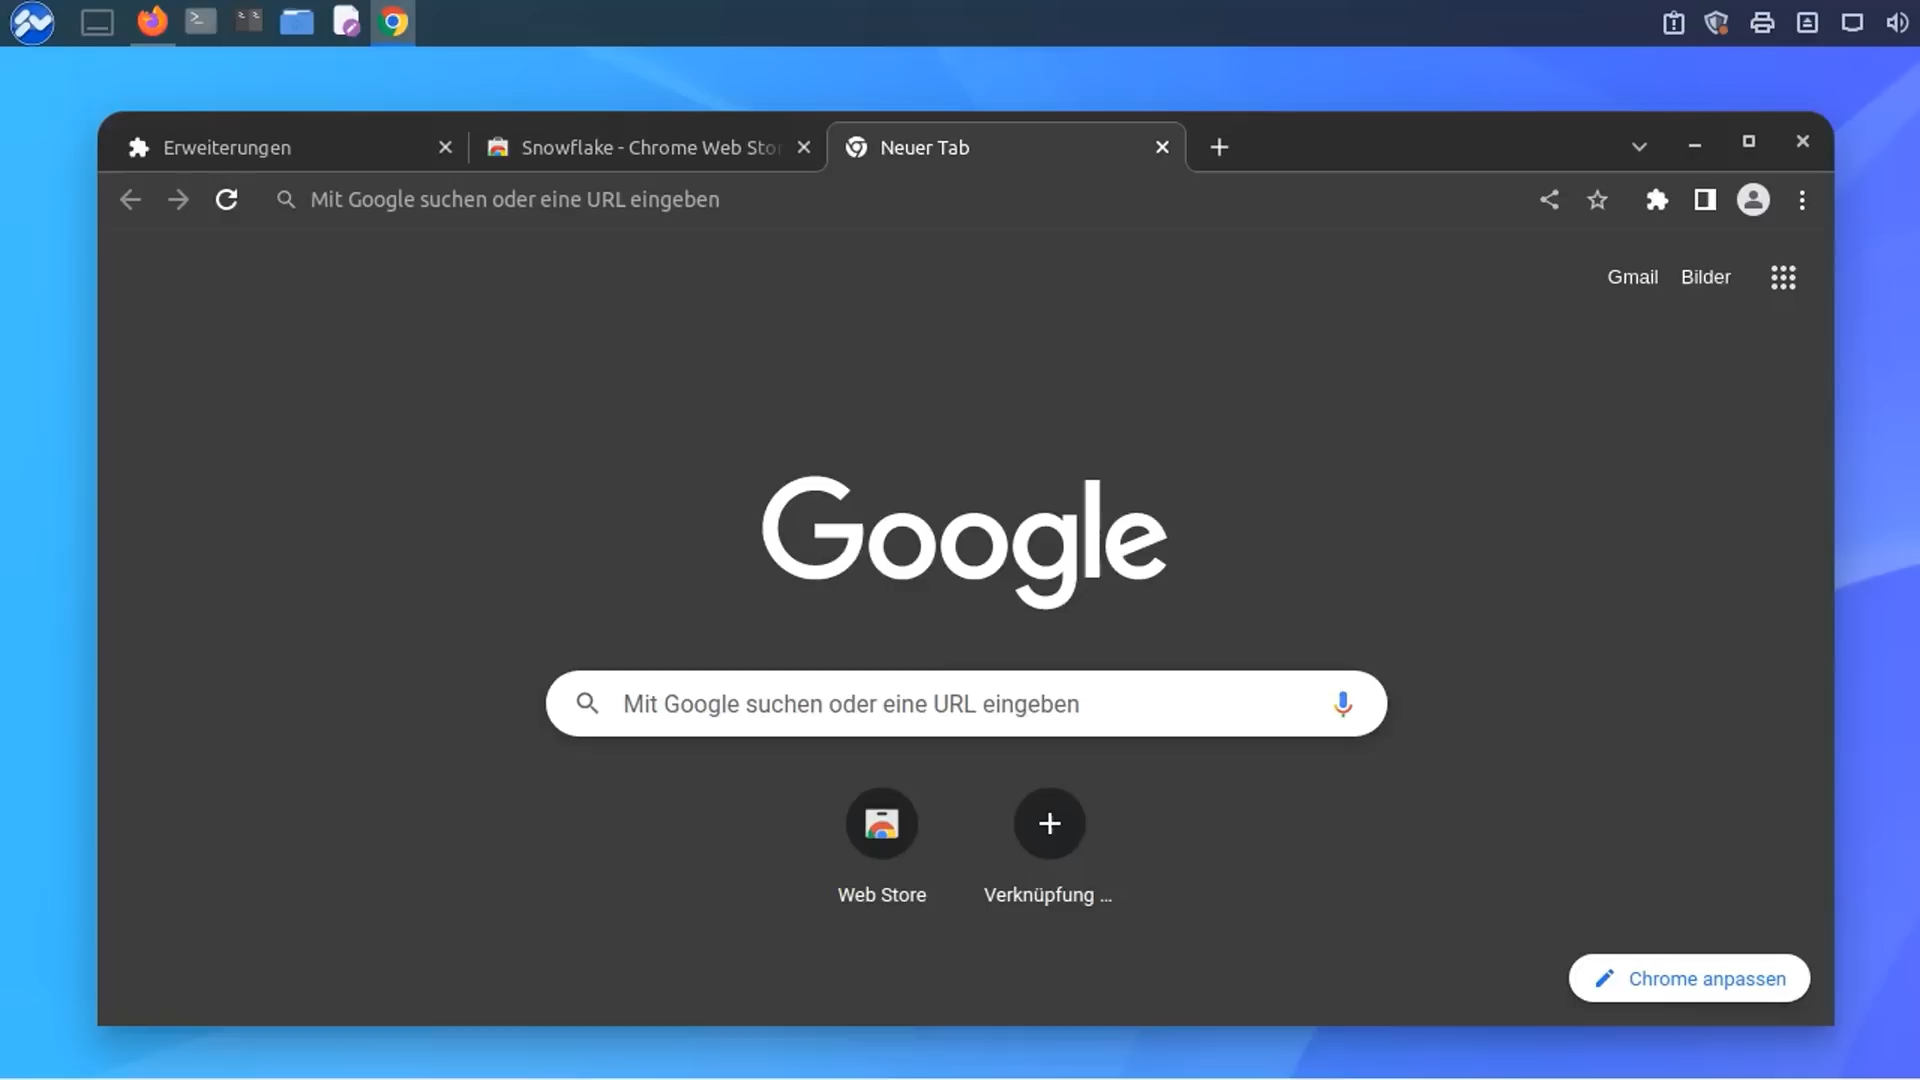 Erweiterungen
Snowflake - Chrome Web Stor
Neuer Tab
Mit Google suchen oder eine URL eingeben
Gmail
Bilder
Google
Mit Google suchen oder eine URL eingeben
Web Store
Verknüpfung ...
Chrome anpassen